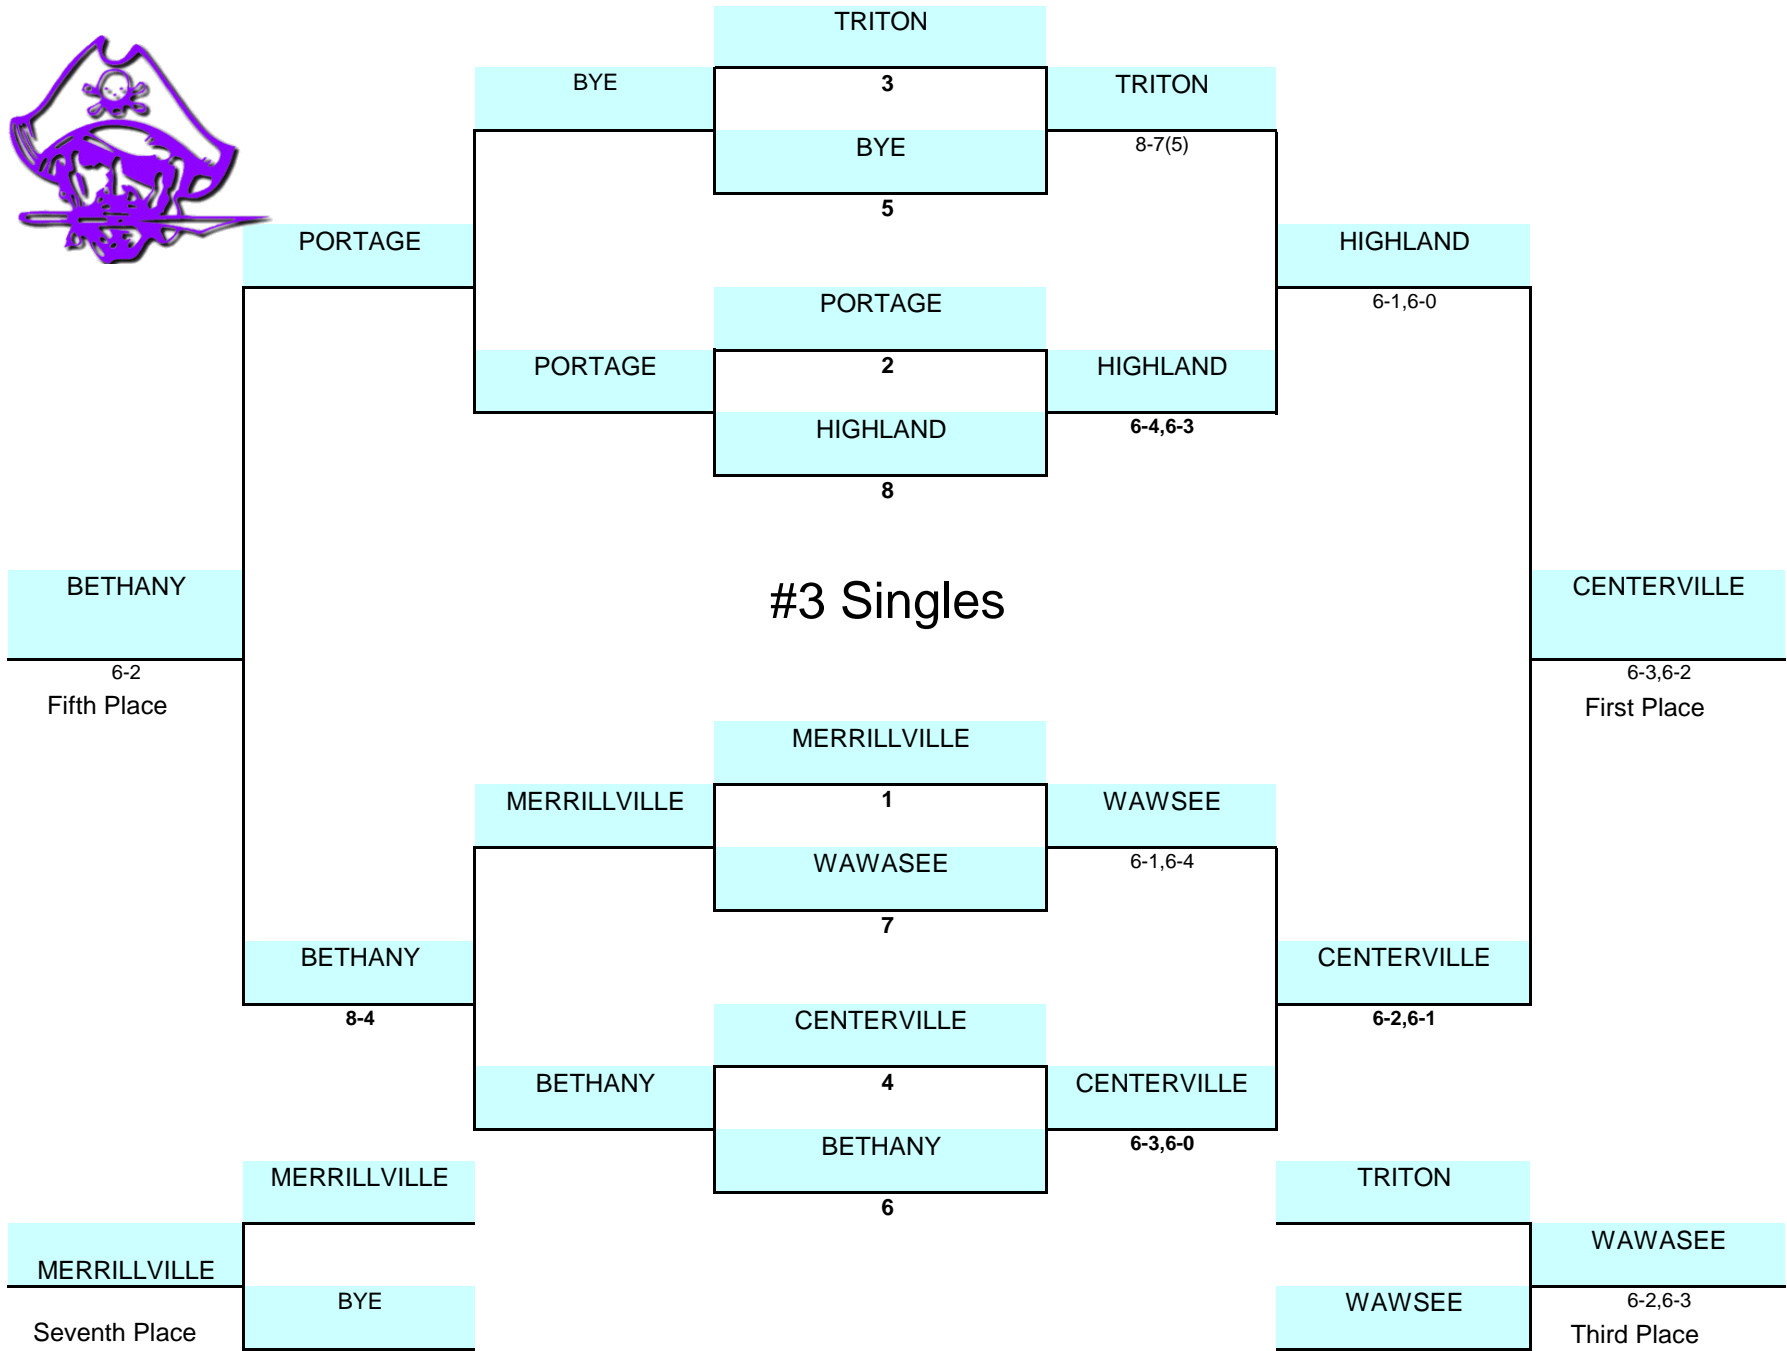 TRITON
BYE
3
TRITON
BYE
8-7(5)
5
PORTAGE
HIGHLAND
PORTAGE
6-1,6-0
PORTAGE
2
HIGHLAND
HIGHLAND
6-4,6-3
8
BETHANY
#3 Singles
CENTERVILLE
6-2
6-3,6-2
Fifth Place
First Place
MERRILLVILLE
MERRILLVILLE
1
WAWSEE
WAWASEE
6-1,6-4
7
BETHANY
CENTERVILLE
8-4
CENTERVILLE
6-2,6-1
BETHANY
4
CENTERVILLE
BETHANY
6-3,6-0
MERRILLVILLE
TRITON
6
WAWASEE
MERRILLVILLE
BYE
WAWSEE
6-2,6-3
Seventh Place
Third Place